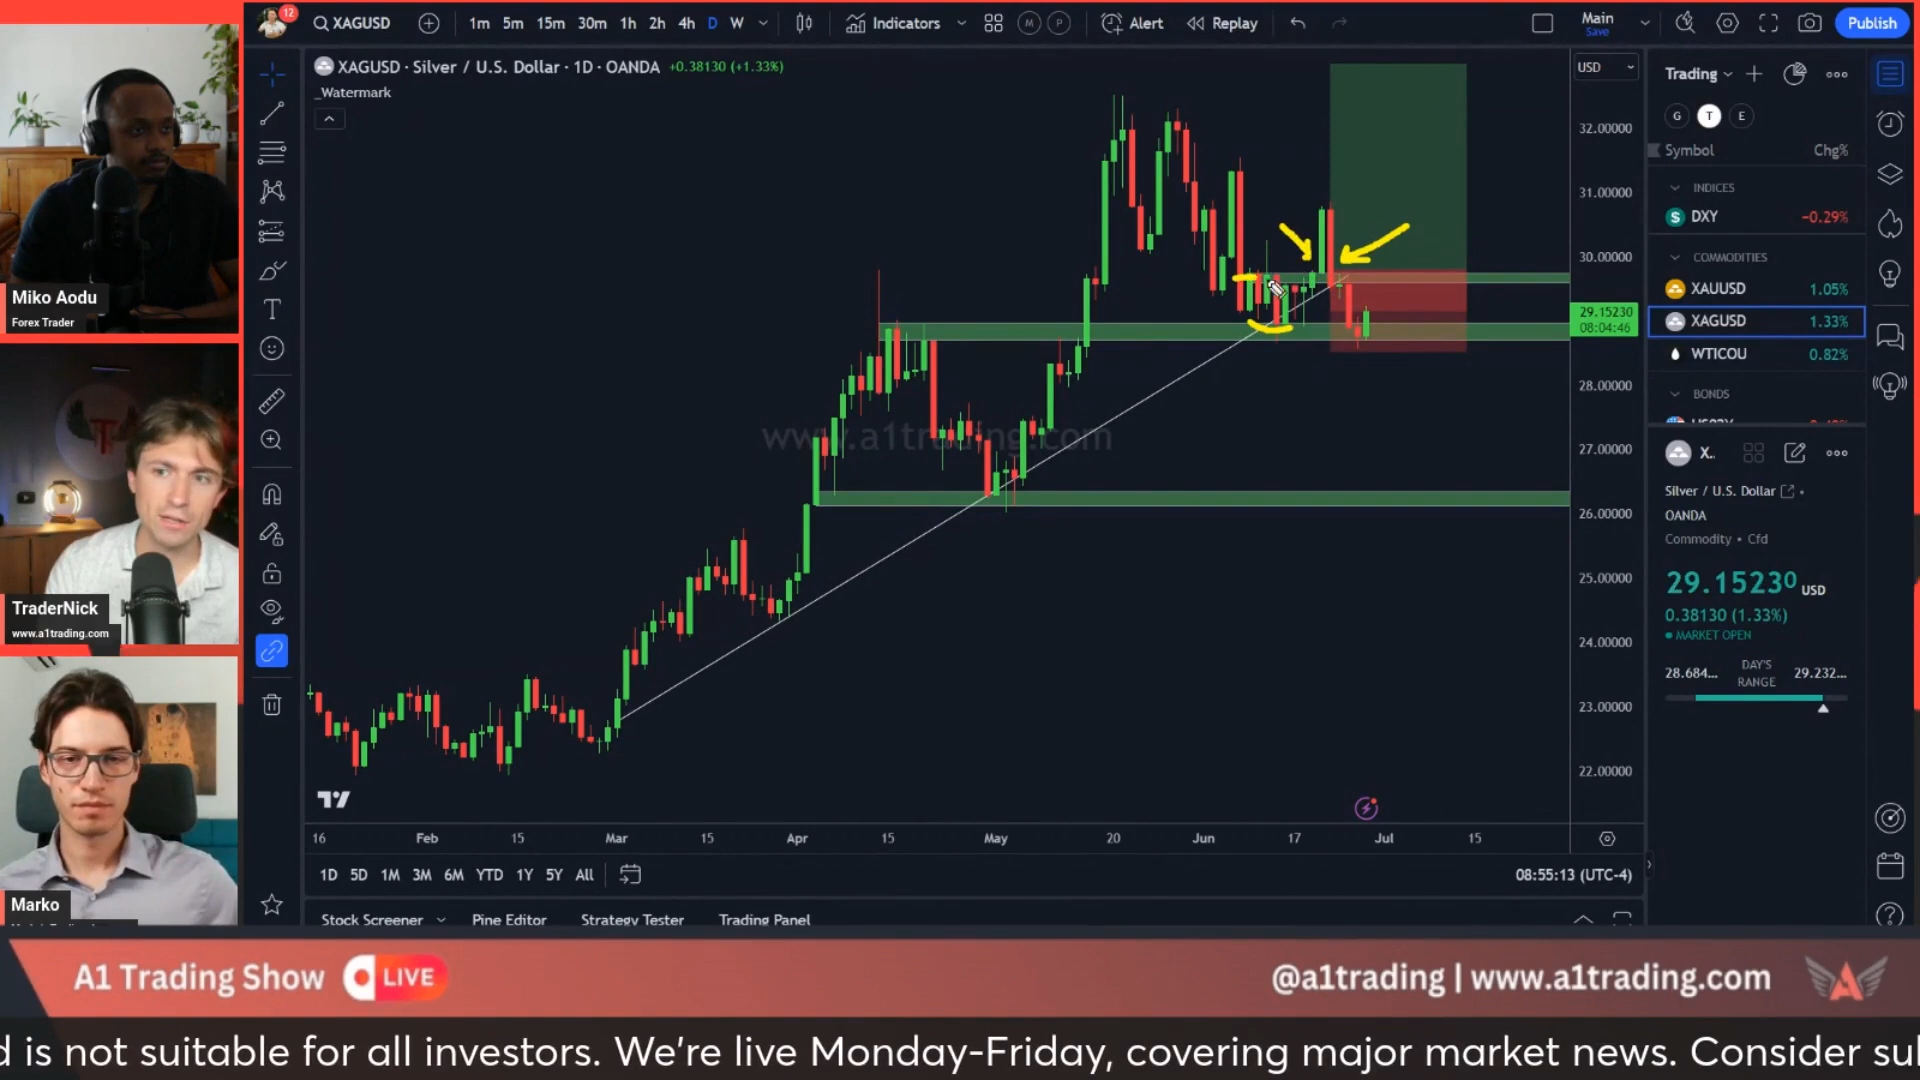 12
XAGUSD
1m 5m 15m 30m 1h 2h 4h D W
Indicators
M P
Alert
Replay
Main
Save
Publish
XAGUSD · Silver / U.S. Dollar · 1D · OANDA +0.38130 (+1.33%)
_Watermark
USD
32.00000
31.00000
30.00000
29.15230
08:04:46
28.00000
27.00000
26.00000
25.00000
24.00000
23.00000
22.00000
www.a1trading.com
16 Feb 15 Mar 15 Apr 15 May 20 Jun 17 Jul 15
1D 5D 1M 3M 6M YTD 1Y 5Y All
08:55:13 (UTC-4)
Stock Screener Pine Editor Strategy Tester Trading Panel
Trading
G T E
Symbol Chg%
INDICES
DXY −0.29%
COMMODITIES
XAUUSD 1.05%
XAGUSD 1.33%
WTICOU 0.82%
BONDS
X..
Silver / U.S. Dollar
OANDA
Commodity • Cfd
29.15230 USD
0.38130 (1.33%)
MARKET OPEN
28.684... DAY'S RANGE 29.232...
Miko Aodu
Forex Trader
TraderNick
www.a1trading.com
Marko
A1 Trading Show LIVE
@a1trading | www.a1trading.com
d is not suitable for all investors. We're live Monday-Friday, covering major market news. Consider su